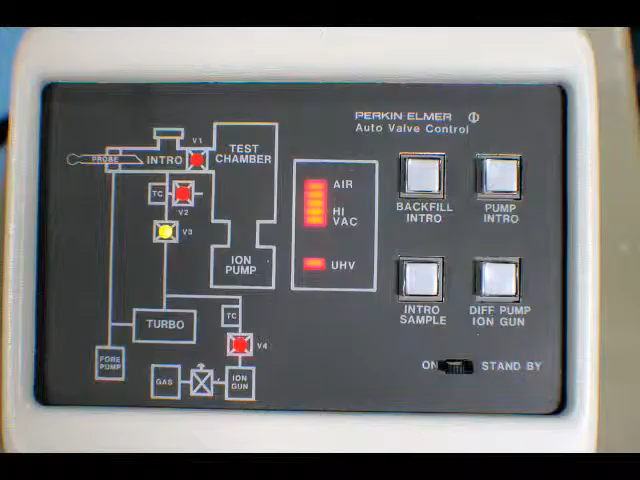 PERKIN ELMER
Auto Valve Control
V1
PROBE
INTRO
TEST
CHAMBER
TC
V2
V3
AIR
HI
VAC
UHV
BACKFILL
INTRO
PUMP
INTRO
ION
PUMP
INTRO
SAMPLE
DIFF PUMP
ION GUN
TURBO
TC
V4
FORE
PUMP
GAS
ION
GUN
ON
STAND BY